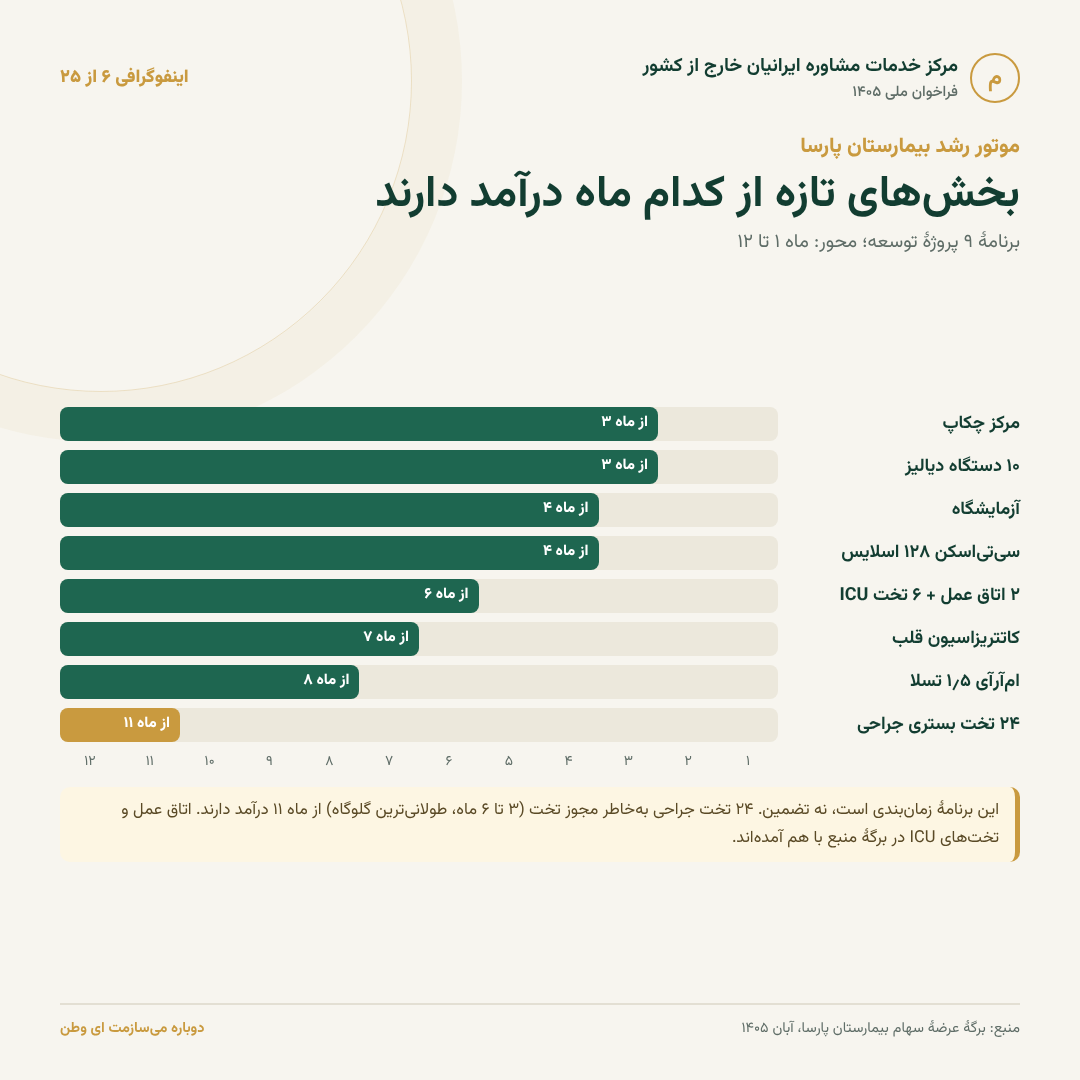 م
مرکز خدمات مشاوره ایرانیان خارج از کشور
فراخوان ملی ۱۴۰۵
اینفوگرافی ۶ از ۲۵
موتور رشد بیمارستان پارسا
بخش‌های تازه از کدام ماه درآمد دارند
برنامهٔ ۹ پروژهٔ توسعه؛ محور: ماه ۱ تا ۱۲
مرکز چکاپ
از ماه ۳
۱۰ دستگاه دیالیز
از ماه ۳
آزمایشگاه
از ماه ۴
سی‌تی‌اسکن ۱۲۸ اسلایس
از ماه ۴
۲ اتاق عمل + ۶ تخت ICU
از ماه ۶
کاتتریزاسیون قلب
از ماه ۷
ام‌آرآی ۱٫۵ تسلا
از ماه ۸
۲۴ تخت بستری جراحی
از ماه ۱۱
۱ ۲ ۳ ۴ ۵ ۶ ۷ ۸ ۹ ۱۰ ۱۱ ۱۲
این برنامهٔ زمان‌بندی است، نه تضمین. ۲۴ تخت جراحی به‌خاطر مجوز تخت (۳ تا ۶ ماه، طولانی‌ترین گلوگاه) از ماه ۱۱ درآمد دارند. اتاق عمل و
تخت‌های ICU در برگهٔ منبع با هم آمده‌اند.
منبع: برگهٔ عرضهٔ سهام بیمارستان پارسا، آبان ۱۴۰۵
دوباره می‌سازمت ای وطن